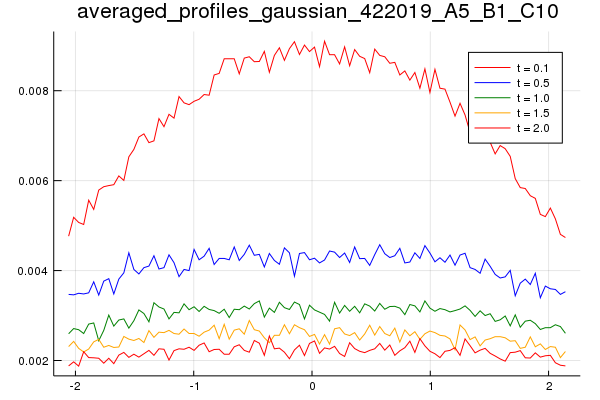 averaged_profiles_gaussian_422019_A5_B1_C10
0.008
0.006
0.004
0.002
t = 0.1
t = 0.5
t = 1.0
t = 1.5
t = 2.0
-2 -1 0 1 2